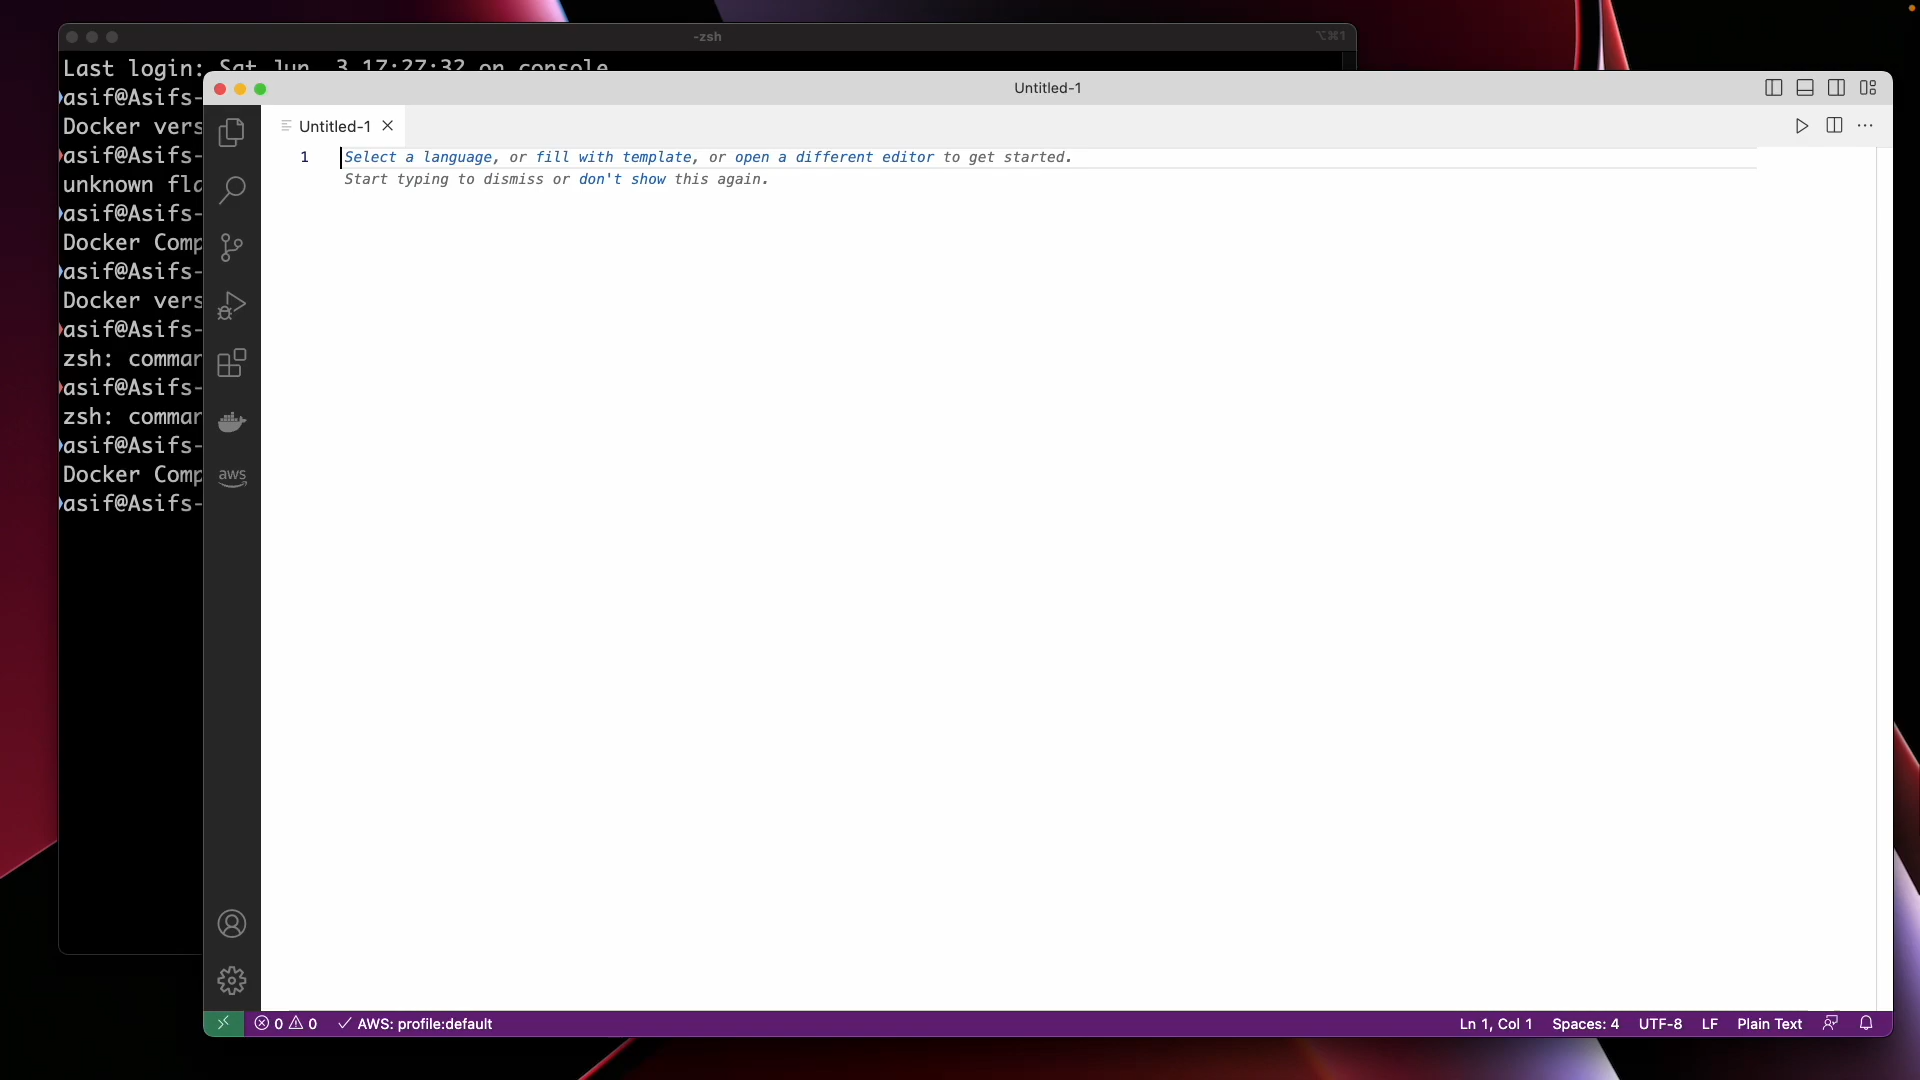 -zsh
⌥⌘1
Last login: Sat Jun 3 17:27:32 on console
asif@Asifs-
Docker vers
asif@Asifs-
unknown fla
asif@Asifs-
Docker Comp
asif@Asifs-
Docker vers
asif@Asifs-
zsh: comman
asif@Asifs-
zsh: comman
asif@Asifs-
Docker Comp
asif@Asifs-
Untitled-1
Untitled-1
1
Select a language, or fill with template, or open a different editor to get started.
Start typing to dismiss or don't show this again.
aws
0 0 AWS: profile:default
Ln 1, Col 1 Spaces: 4 UTF-8 LF Plain Text